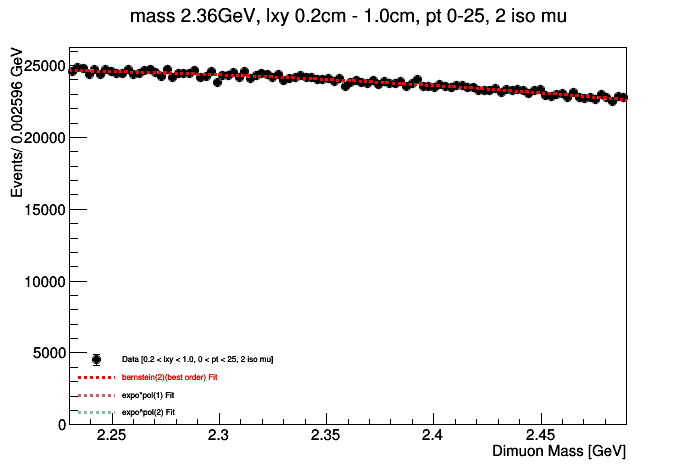 mass 2.36GeV, lxy 0.2cm - 1.0cm, pt 0-25, 2 iso mu
Events/ 0.002596 GeV
25000
20000
15000
10000
5000
0
Data [0.2 < lxy < 1.0, 0 < pt < 25, 2 iso mu]
bernstein(2)(best order) Fit
expo*pol(1) Fit
expo^pol(2) Fit
2.25 2.3 2.35 2.4 2.45
Dimuon Mass [GeV]